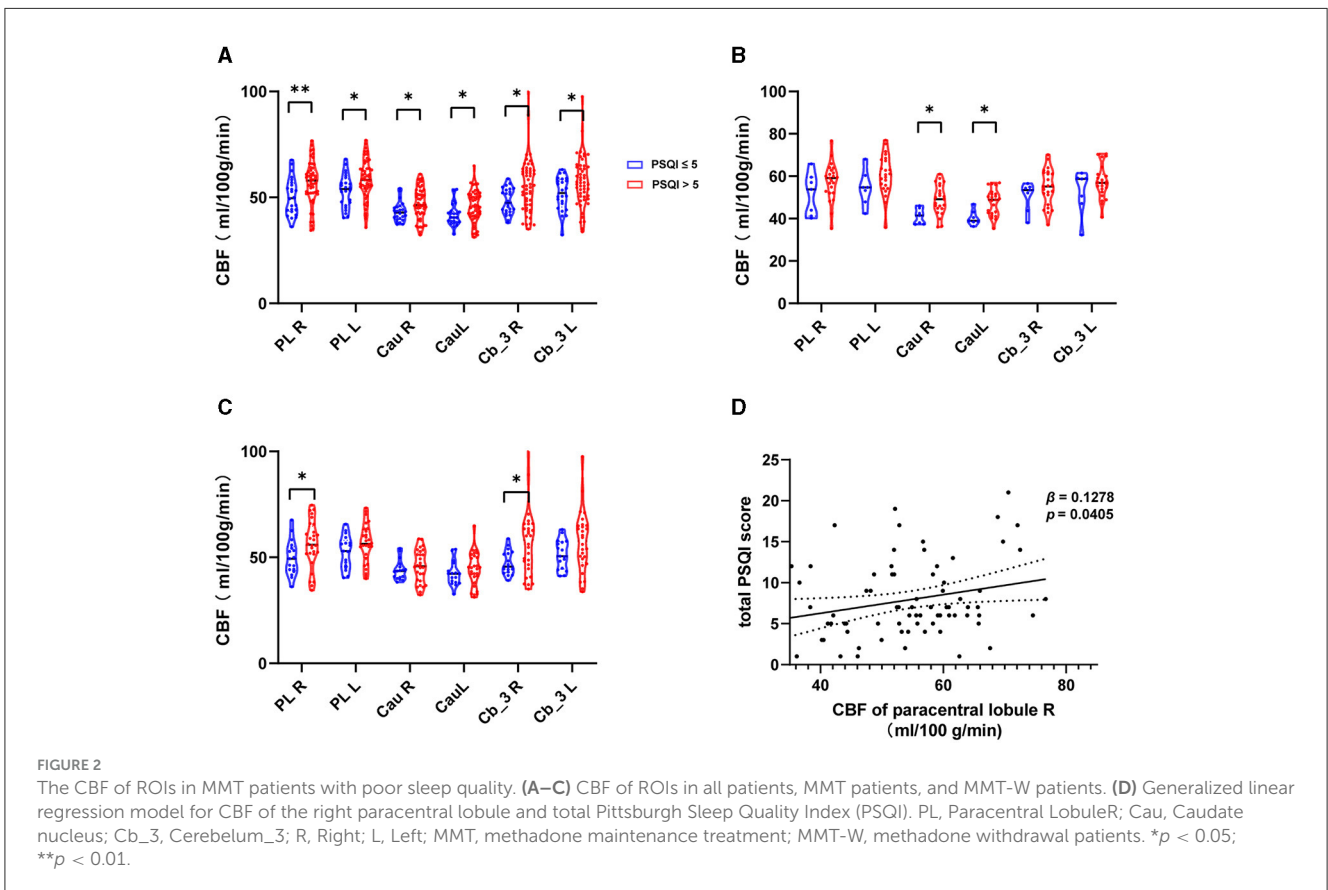 A
100
50
0
CBF ( ml/100g/min)
** * * * * *
PSQI ≤ 5
PSQI > 5
PL R PL L Cau R CauL Cb_3 R Cb_3 L
B
100
80
60
40
20
0
CBF ( ml/100g/min)
* *
PL R PL L Cau R CauL Cb_3 R Cb_3 L
C
100
50
0
CBF ( ml/100g/min)
* *
PL R PL L Cau R CauL Cb_3 R Cb_3 L
D
25
20
15
10
5
0
total PSQI score
β = 0.1278
p = 0.0405
40 60 80
CBF of paracentral lobule R
(ml/100 g/min)
FIGURE 2
The CBF of ROIs in MMT patients with poor sleep quality. (A–C) CBF of ROIs in all patients, MMT patients, and MMT-W patients. (D) Generalized linear
regression model for CBF of the right paracentral lobule and total Pittsburgh Sleep Quality Index (PSQI). PL, Paracentral LobuleR; Cau, Caudate
nucleus; Cb_3, Cerebelum_3; R, Right; L, Left; MMT, methadone maintenance treatment; MMT-W, methadone withdrawal patients. *p < 0.05;
**p < 0.01.